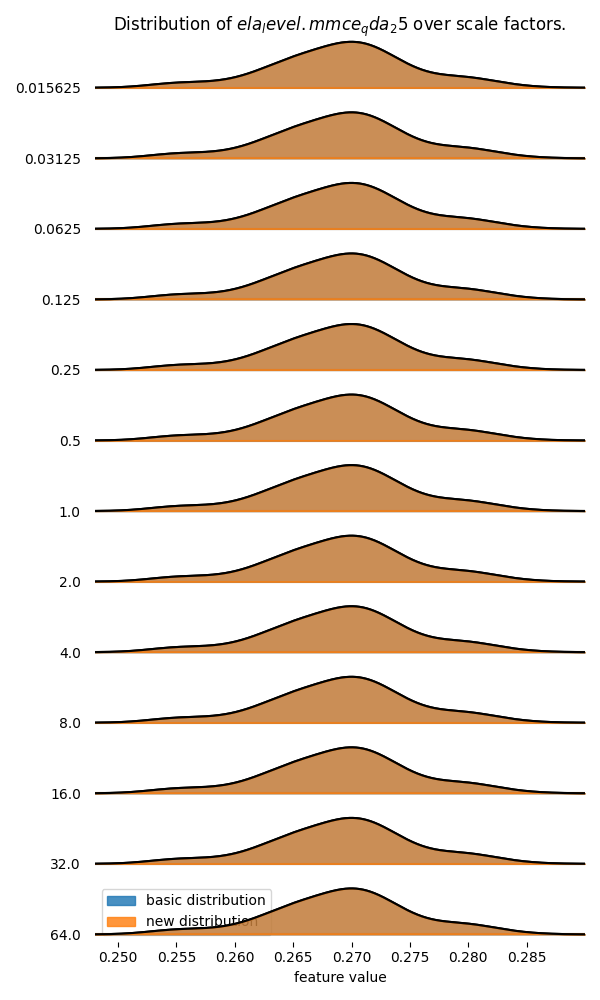 Distribution of elaₗevel.mmce_qda₂5 over scale factors.
0.015625
0.03125
0.0625
0.125
0.25
0.5
1.0
2.0
4.0
8.0
16.0
32.0
basic distribution
new distribution
64.0
0.250 0.255 0.260 0.265 0.270 0.275 0.280 0.285
feature value